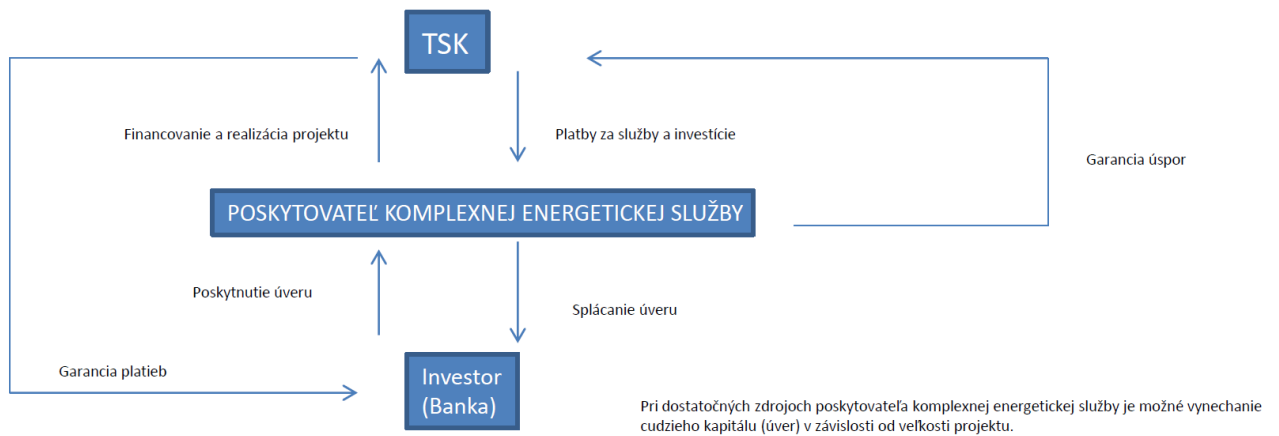 TSK
Financovanie a realizácia projektu
Platby za služby a investície
Garancia úspor
POSKYTOVATEĽ KOMPLEXNEJ ENERGETICKEJ SLUŽBY
Poskytnutie úveru
Splácanie úveru
Garancia platieb
Investor
(Banka)
Pri dostatočných zdrojoch poskytovateľa komplexnej energetickej služby je možné vynechanie
cudzieho kapitálu (úver) v závislosti od veľkosti projektu.